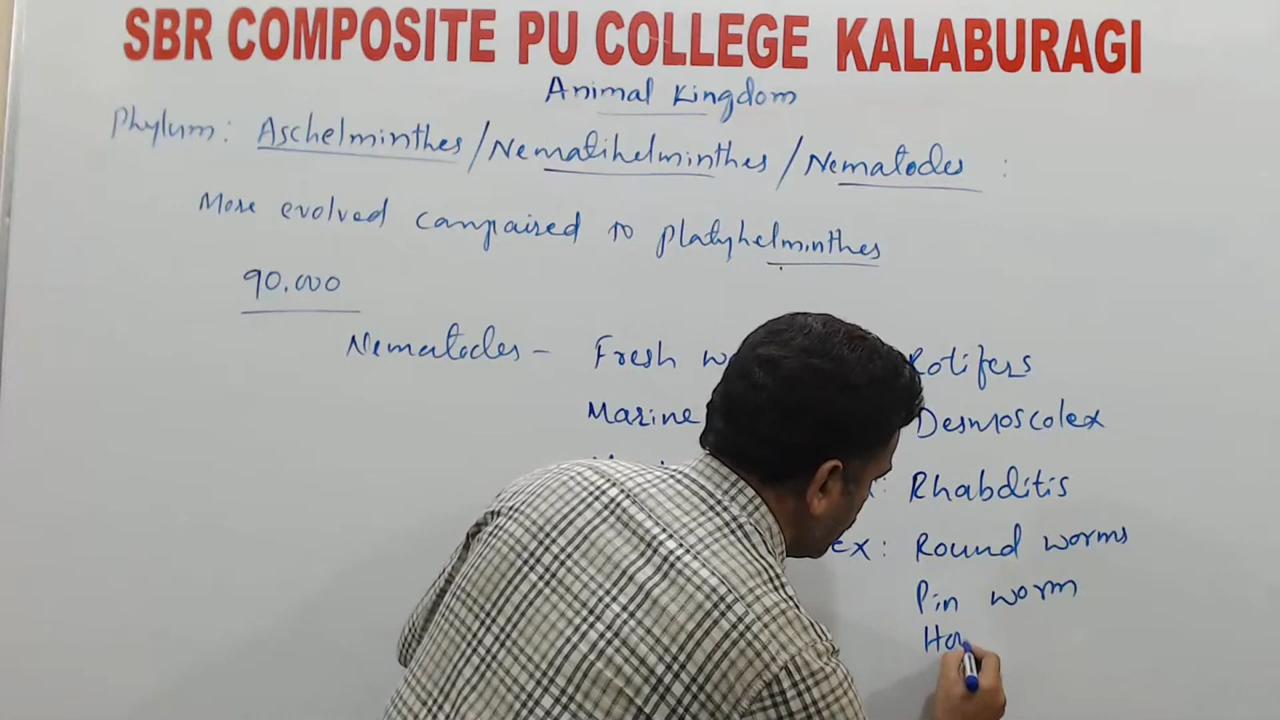 SBR COMPOSITE PU COLLEGE KALABURAGI
Animal Kingdom
Phylum: Aschelminthes / Nematihelminthes / Nematodes :
More evolved campaired to platyhelminthes
90,000
Nematodes - Fresh Rotifers
Marine Desmoscolex
Rhabditis
Ex: Round worms
Pin worm